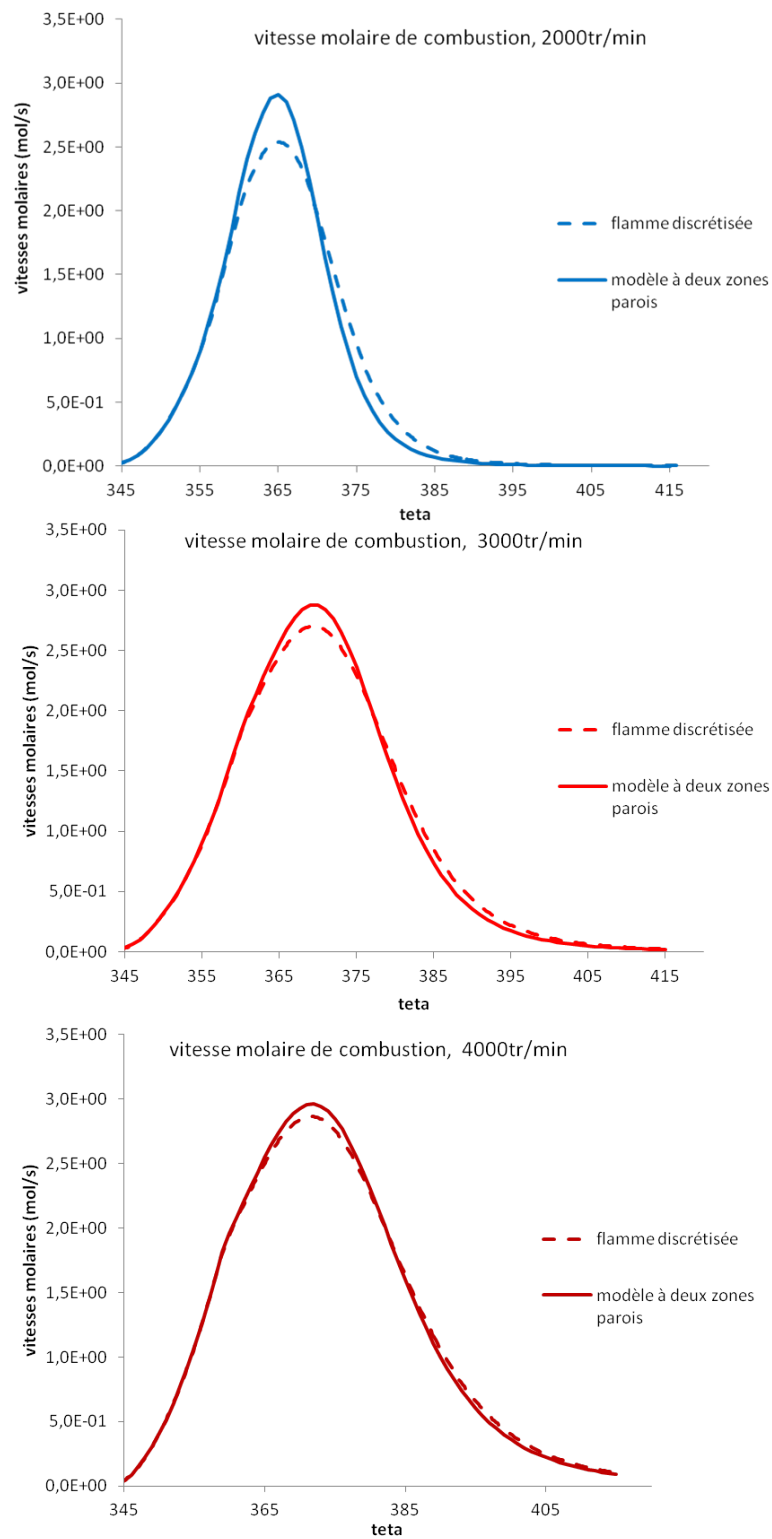 vitesse molaire de combustion, 2000tr/min
vitesses molaires (mol/s)
3,5E+00
3,0E+00
2,5E+00
2,0E+00
1,5E+00
1,0E+00
5,0E-01
0,0E+00
flamme discrétisée
modèle à deux zones
parois
345 355 365 375 385 395 405 415
teta
vitesse molaire de combustion, 3000tr/min
vitesses molaires (mol/s)
3,5E+00
3,0E+00
2,5E+00
2,0E+00
1,5E+00
1,0E+00
5,0E-01
0,0E+00
flamme discrétisée
modèle à deux zones
parois
345 355 365 375 385 395 405 415
teta
vitesse molaire de combustion, 4000tr/min
vitesses molaires (mol/s)
3,5E+00
3,0E+00
2,5E+00
2,0E+00
1,5E+00
1,0E+00
5,0E-01
0,0E+00
flamme discrétisée
modèle à deux zones
parois
345 365 385 405
teta